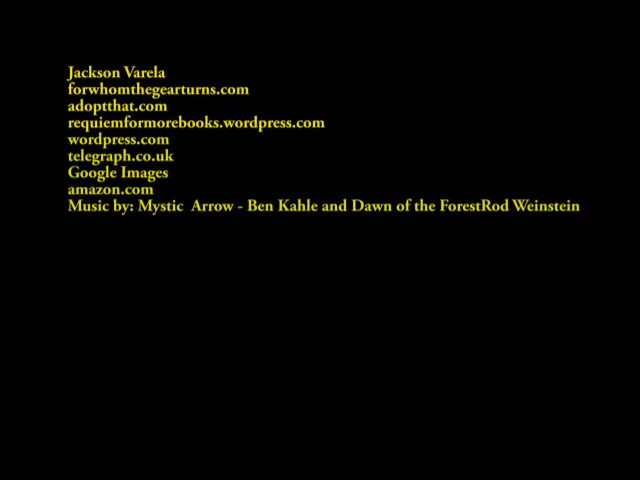 Jackson Varela
forwhomthegearturns.com
adoptthat.com
requiemformorebooks.wordpress.com
wordpress.com
telegraph.co.uk
Google Images
amazon.com
Music by: Mystic  Arrow - Ben Kahle and Dawn of the ForestRod Weinstein